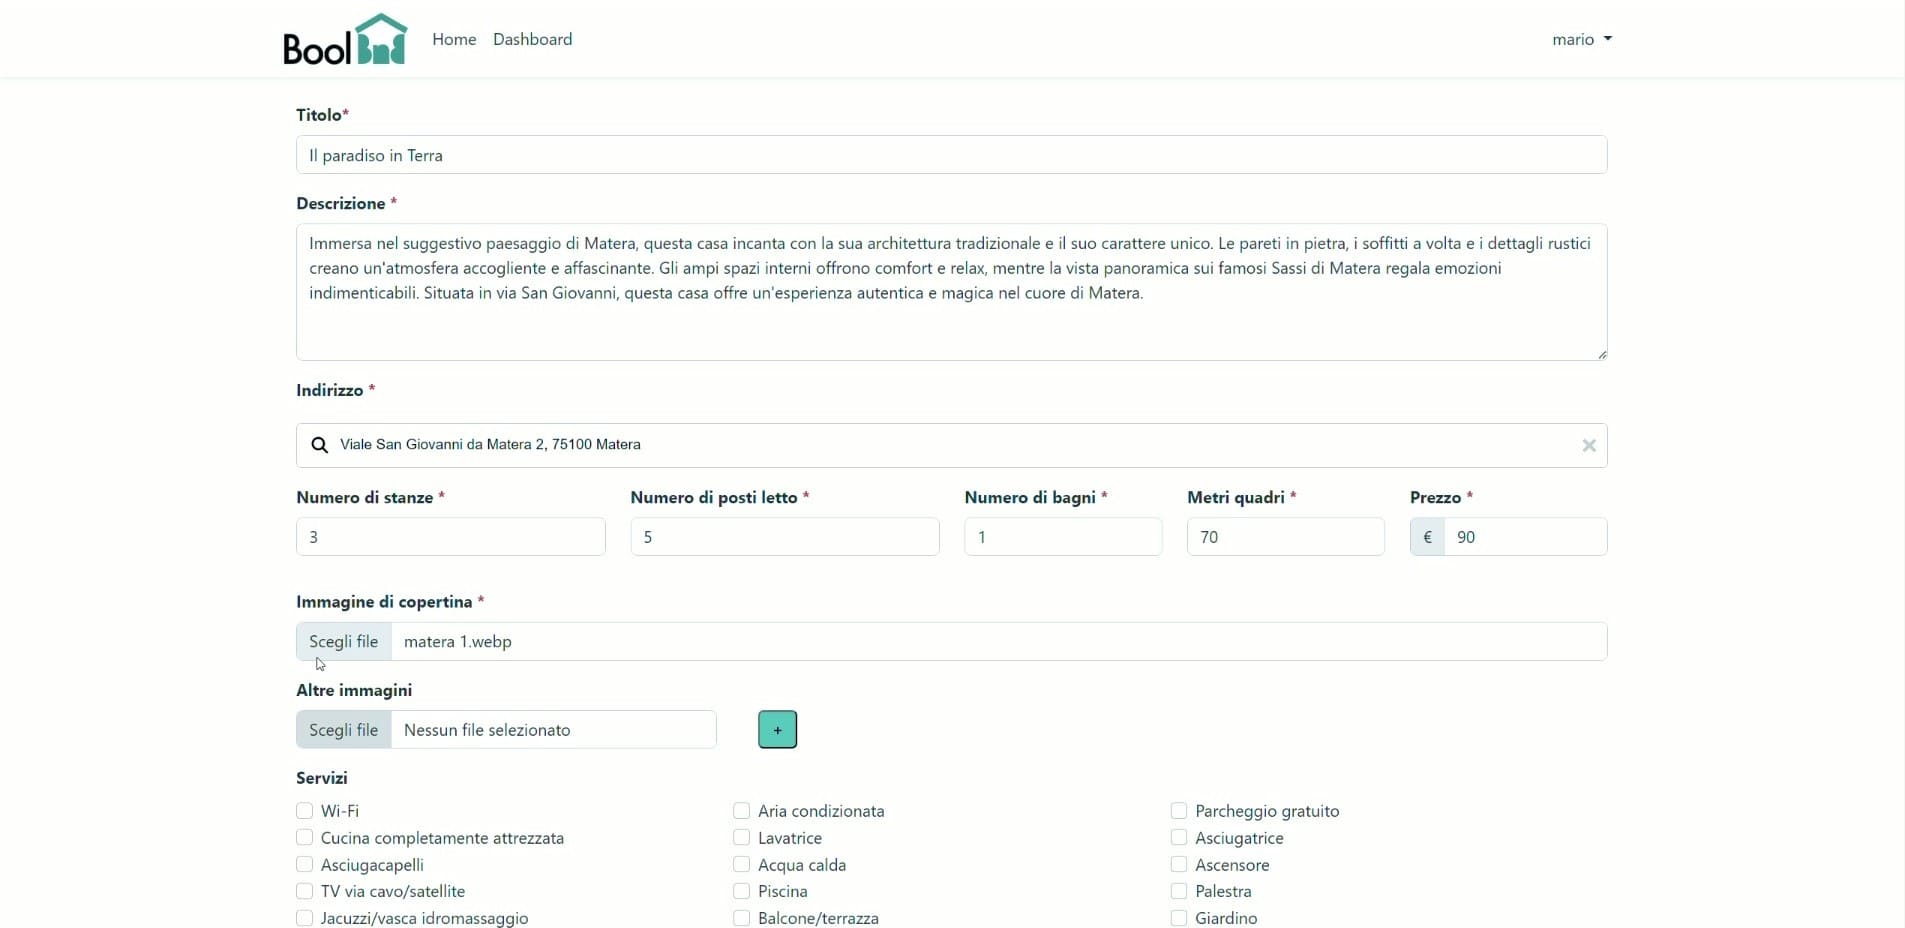 Bool BnB Home Dashboard mario
Titolo*
Il paradiso in Terra
Descrizione *
Immersa nel suggestivo paesaggio di Matera, questa casa incanta con la sua architettura tradizionale e il suo carattere unico. Le pareti in pietra, i soffitti a volta e i dettagli rustici
creano un'atmosfera accogliente e affascinante. Gli ampi spazi interni offrono comfort e relax, mentre la vista panoramica sui famosi Sassi di Matera regala emozioni
indimenticabili. Situata in via San Giovanni, questa casa offre un'esperienza autentica e magica nel cuore di Matera.
Indirizzo *
Viale San Giovanni da Matera 2, 75100 Matera
Numero di stanze * Numero di posti letto * Numero di bagni * Metri quadri * Prezzo *
3 5 1 70 € 90
Immagine di copertina *
Scegli file matera 1.webp
Altre immagini
Scegli file Nessun file selezionato +
Servizi
Wi-Fi Aria condizionata Parcheggio gratuito
Cucina completamente attrezzata Lavatrice Asciugatrice
Asciugacapelli Acqua calda Ascensore
TV via cavo/satellite Piscina Palestra
Jacuzzi/vasca idromassaggio Balcone/terrazza Giardino